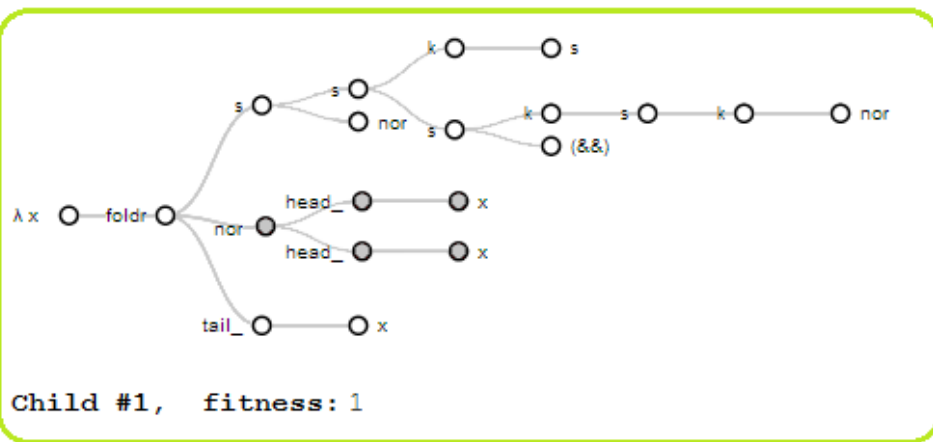 k s
s s k s k nor
nor s (&&)
λ x foldr head_ x
nor
head_ x
tail_ x
Child #1, fitness: 1